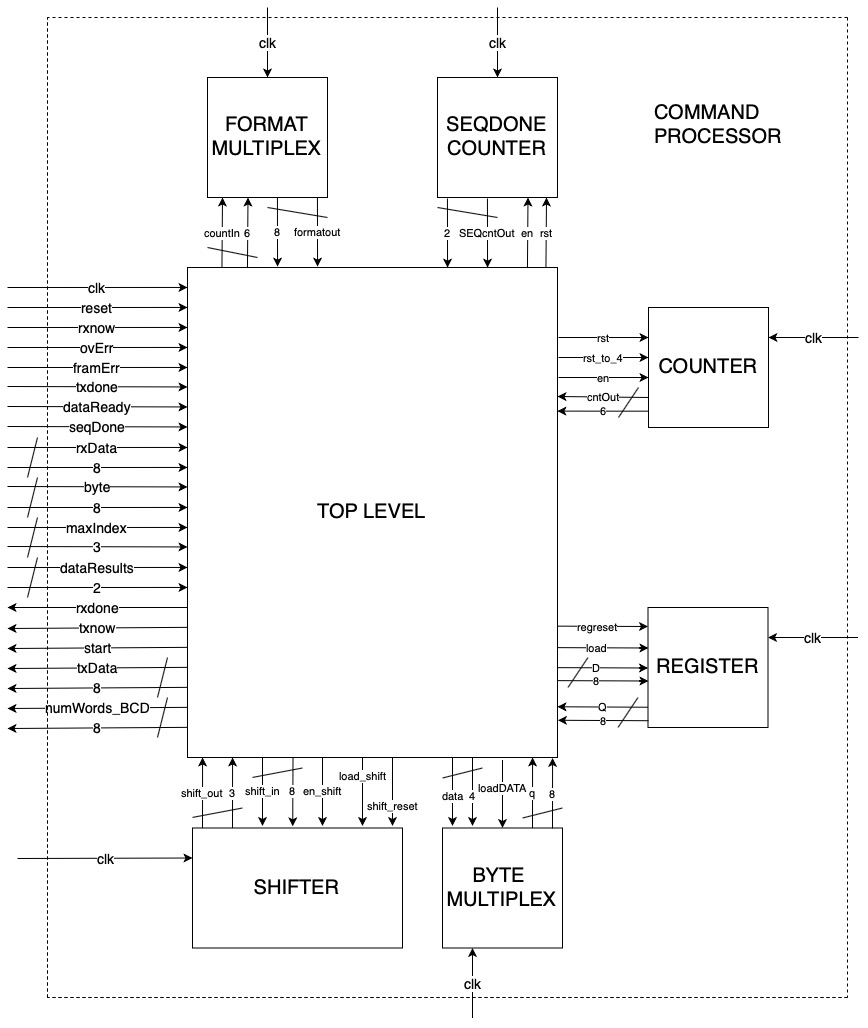 clk
clk
FORMAT
MULTIPLEX
SEQDONE
COUNTER
COMMAND
PROCESSOR
countIn 6 8 formatout
2 SEQcntOut en rst
clk
reset
rxnow
ovErr
framErr
txdone
dataReady
seqDone
rxData
8
byte
8
maxIndex
3
dataResults
2
rxdone
txnow
start
txData
8
numWords_BCD
8
TOP LEVEL
rst
rst_to_4
en
cntOut
6
COUNTER
clk
regreset
load
D
8
Q
8
REGISTER
clk
shift_out 3 shift_in 8 en_shift load_shift
shift_reset
data 4 loadDATA q 8
clk
SHIFTER
BYTE
MULTIPLEX
clk